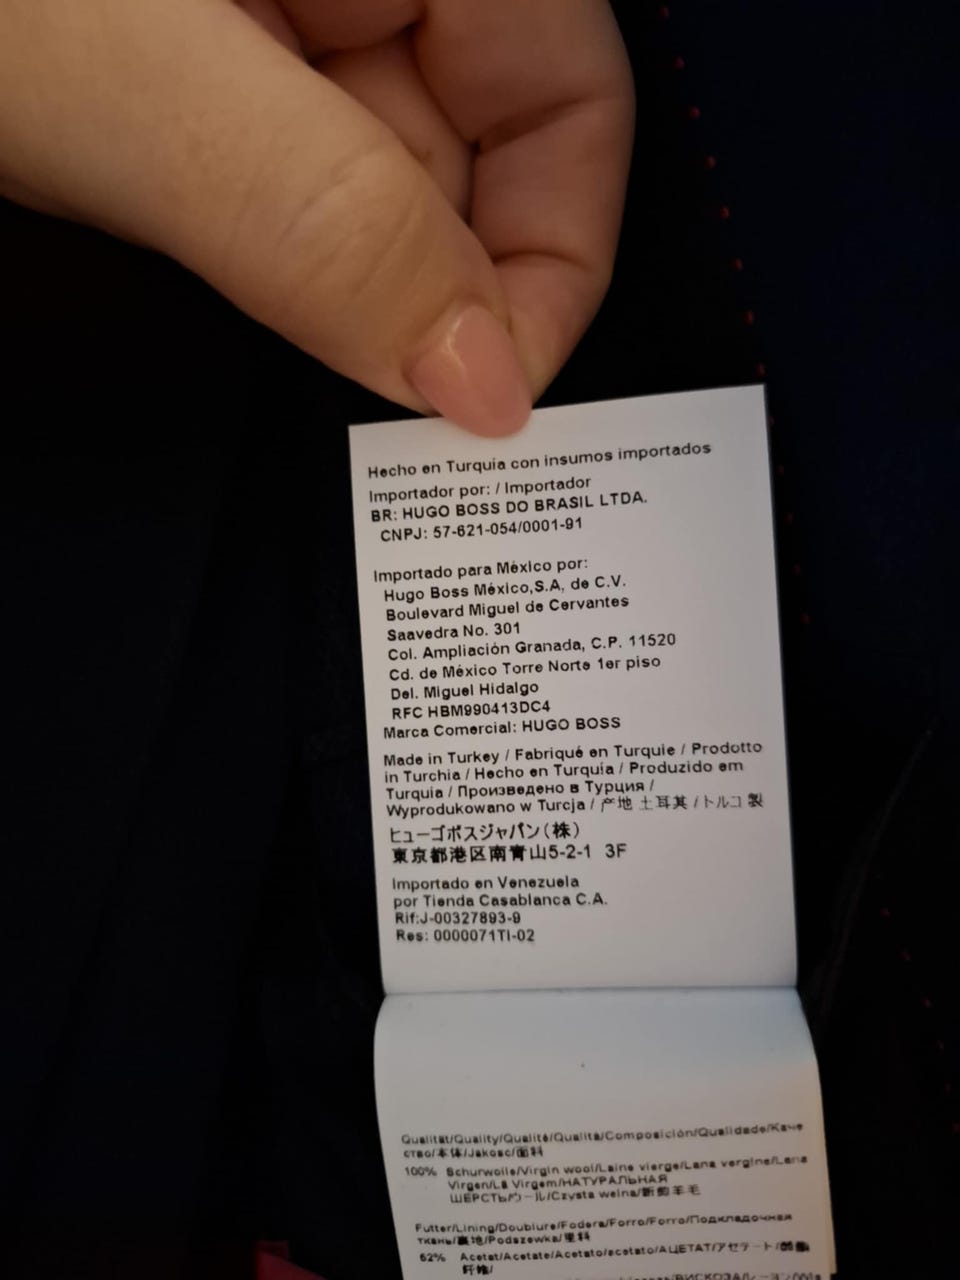 Hecho en Turquía con insumos importados
Importador por: / Importador
BR: HUGO BOSS DO BRASIL LTDA.
CNPJ: 57-621-054/0001-91
Importado para México por:
Hugo Boss México,S.A, de C.V.
Boulevard Miguel de Cervantes
Saavedra No. 301
Col. Ampliación Granada, C.P. 11520
Cd. de México Torre Norte 1er piso
Del. Miguel Hidalgo
RFC HBM990413DC4
Marca Comercial: HUGO BOSS
Made in Turkey / Fabriqué en Turquie / Prodotto
in Turchia / Hecho en Turquía / Produzido em
Turquia / Произведено в Турция /
Wyprodukowano w Turcja / 产地 土耳其 / トルコ 製
ヒューゴボスジャパン(株)
東京都港区南青山5-2-1 3F
Importado en Venezuela
por Tienda Casablanca C.A.
Rif:J-00327893-9
Res: 0000071TI-02
Qualität/Quality/Qualité/Qualità/Composición/Qualidade/Каче
ство/本体/Jakosc/面料
100% Schurwolle/Virgin wool/Laine vierge/Lana vergine/Lana
Virgen/Lã Virgem/НАТУРАЛЬНАЯ
ШЕРСТЬ/ウール/Czysta welna/新剪羊毛
Futter/Lining/Doublure/Fodera/Forro/Forro/Подкладочная
ткань/裏地/Podszewka/里料
62% Acetat/Acetate/Acetato/acetato/АЦЕТАТ/アセテート/醋酯
纤维/